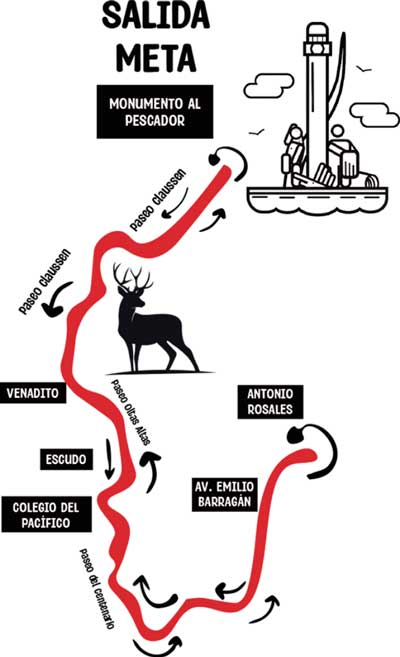 SALIDA
META
MONUMENTO AL
PESCADOR
Paseo Claussen
Paseo Claussen
VENADITO
Paseo Oltas Altas
ANTONIO
ROSALES
ESCUDO
AV. EMILIO
BARRAGÁN
COLEGIO DEL
PACÍFICO
Paseo del Centenario